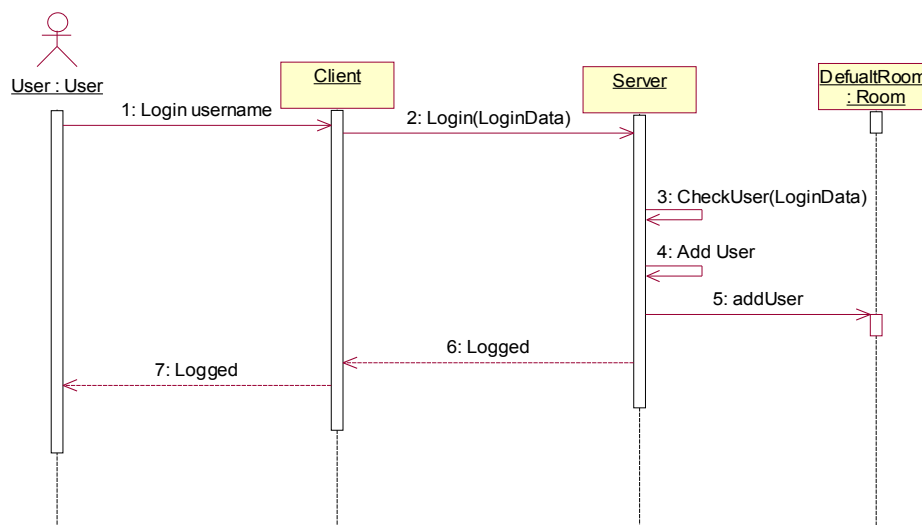 User : User
Client
Server
DefualtRoom
: Room
1: Login username
2: Login(LoginData)
3: CheckUser(LoginData)
4: Add User
5: addUser
6: Logged
7: Logged